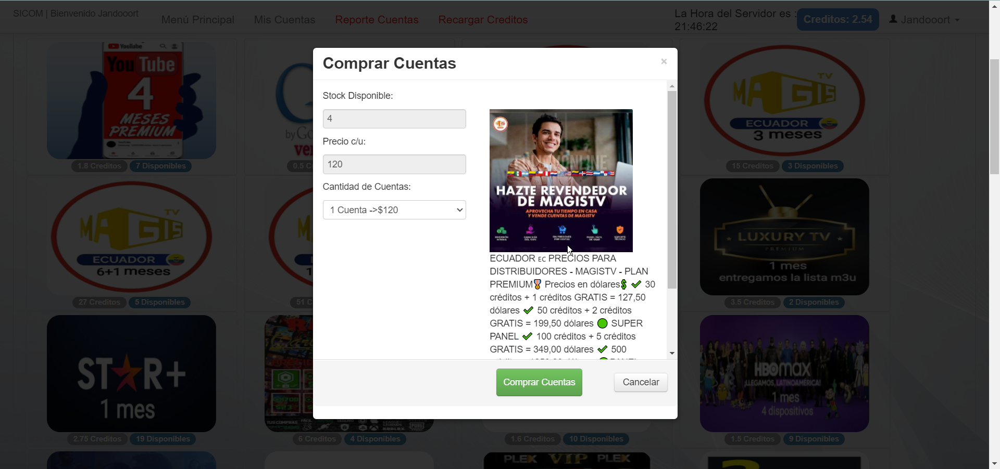 SICOM | Bienvenido Jandooort
Menú Principal
Mis Cuentas
Reporte Cuentas
Recargar Creditos
La Hora del Servidor es :
21:46:22
Creditos: 2.54
Jandooort
YouTube
You Tube
4
MESES
PREMIUM
1.8 Creditos
7 Disponibles
0.5
MAGIS
TV
ECUADOR
3 meses
15 Creditos
3 Disponibles
Comprar Cuentas
×
Stock Disponible:
4
Precio c/u:
120
Cantidad de Cuentas:
1 Cuenta ->$120
HAZTE REVENDEDOR
DE MAGISTV
APROVECHA TU TIEMPO EN CASA
Y VENDE CUENTAS DE MAGISTV
ECUADOR EC PRECIOS PARA
DISTRIBUIDORES - MAGISTV - PLAN
PREMIUM🎖 Precios en dólares💲 ✔ 30
créditos + 1 créditos GRATIS = 127,50
dólares ✔ 50 créditos + 2 créditos
GRATIS = 199,50 dólares 🟢 SUPER
PANEL ✔ 100 créditos + 5 créditos
GRATIS = 349,00 dólares ✔ 500
Comprar Cuentas
Cancelar
MAGIS
TV
ECUADOR
6+1 meses
27 Creditos
5 Disponibles
51
LUXURY TV
PREMIUM
1 mes
entregamos la lista m3u
3.5 Creditos
2 Disponibles
STAR+
1 mes
2.75 Creditos
19 Disponibles
TUS COMPRAS
ROBLOX
6 Creditos
4 Disponibles
1.6 Creditos
10 Disponibles
HBOMAX
¡LLEGAMOS, LATINOAMÉRICA!
1 mes
4 dispositivos
1.5 Creditos
9 Disponibles
PLEX VIP PLEX